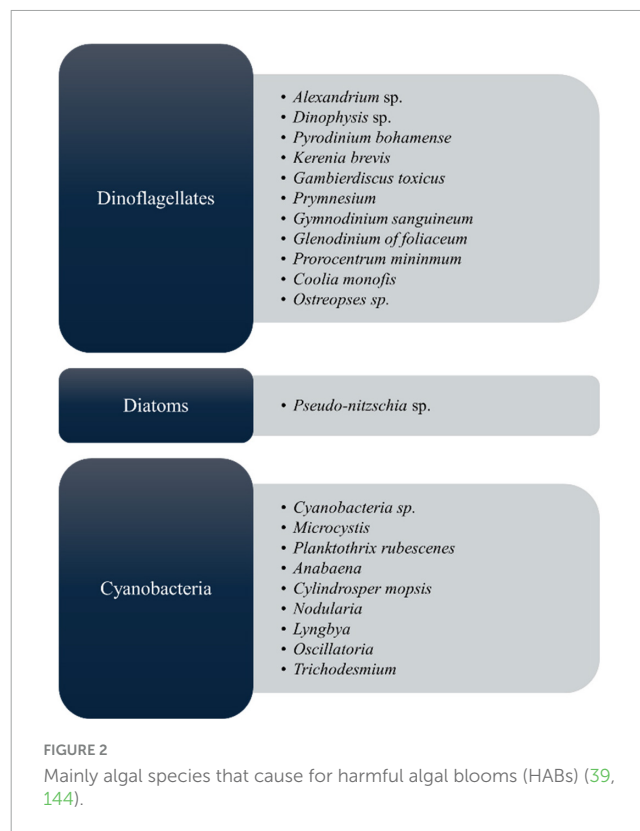 Dinoflagellates
• Alexandrium sp.
• Dinophysis sp.
• Pyrodinium bohamense
• Kerenia brevis
• Gambierdiscus toxicus
• Prymnesium
• Gymnodinium sanguineum
• Glenodinium of foliaceum
• Prorocentrum mininmum
• Coolia monofis
• Ostreopses sp.
Diatoms
• Pseudo-nitzschia sp.
Cyanobacteria
• Cyanobacteria sp.
• Microcystis
• Planktothrix rubescenes
• Anabaena
• Cylindrosper mopsis
• Nodularia
• Lyngbya
• Oscillatoria
• Trichodesmium
FIGURE 2
Mainly algal species that cause for harmful algal blooms (HABs) (39,
144).